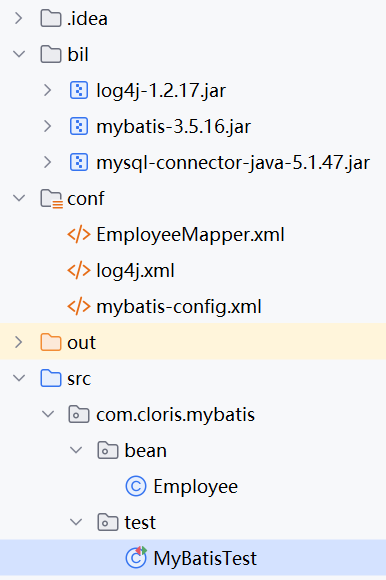 .idea
bil
log4j-1.2.17.jar
mybatis-3.5.16.jar
mysql-connector-java-5.1.47.jar
conf
EmployeeMapper.xml
log4j.xml
mybatis-config.xml
out
src
com.cloris.mybatis
bean
Employee
test
MyBatisTest